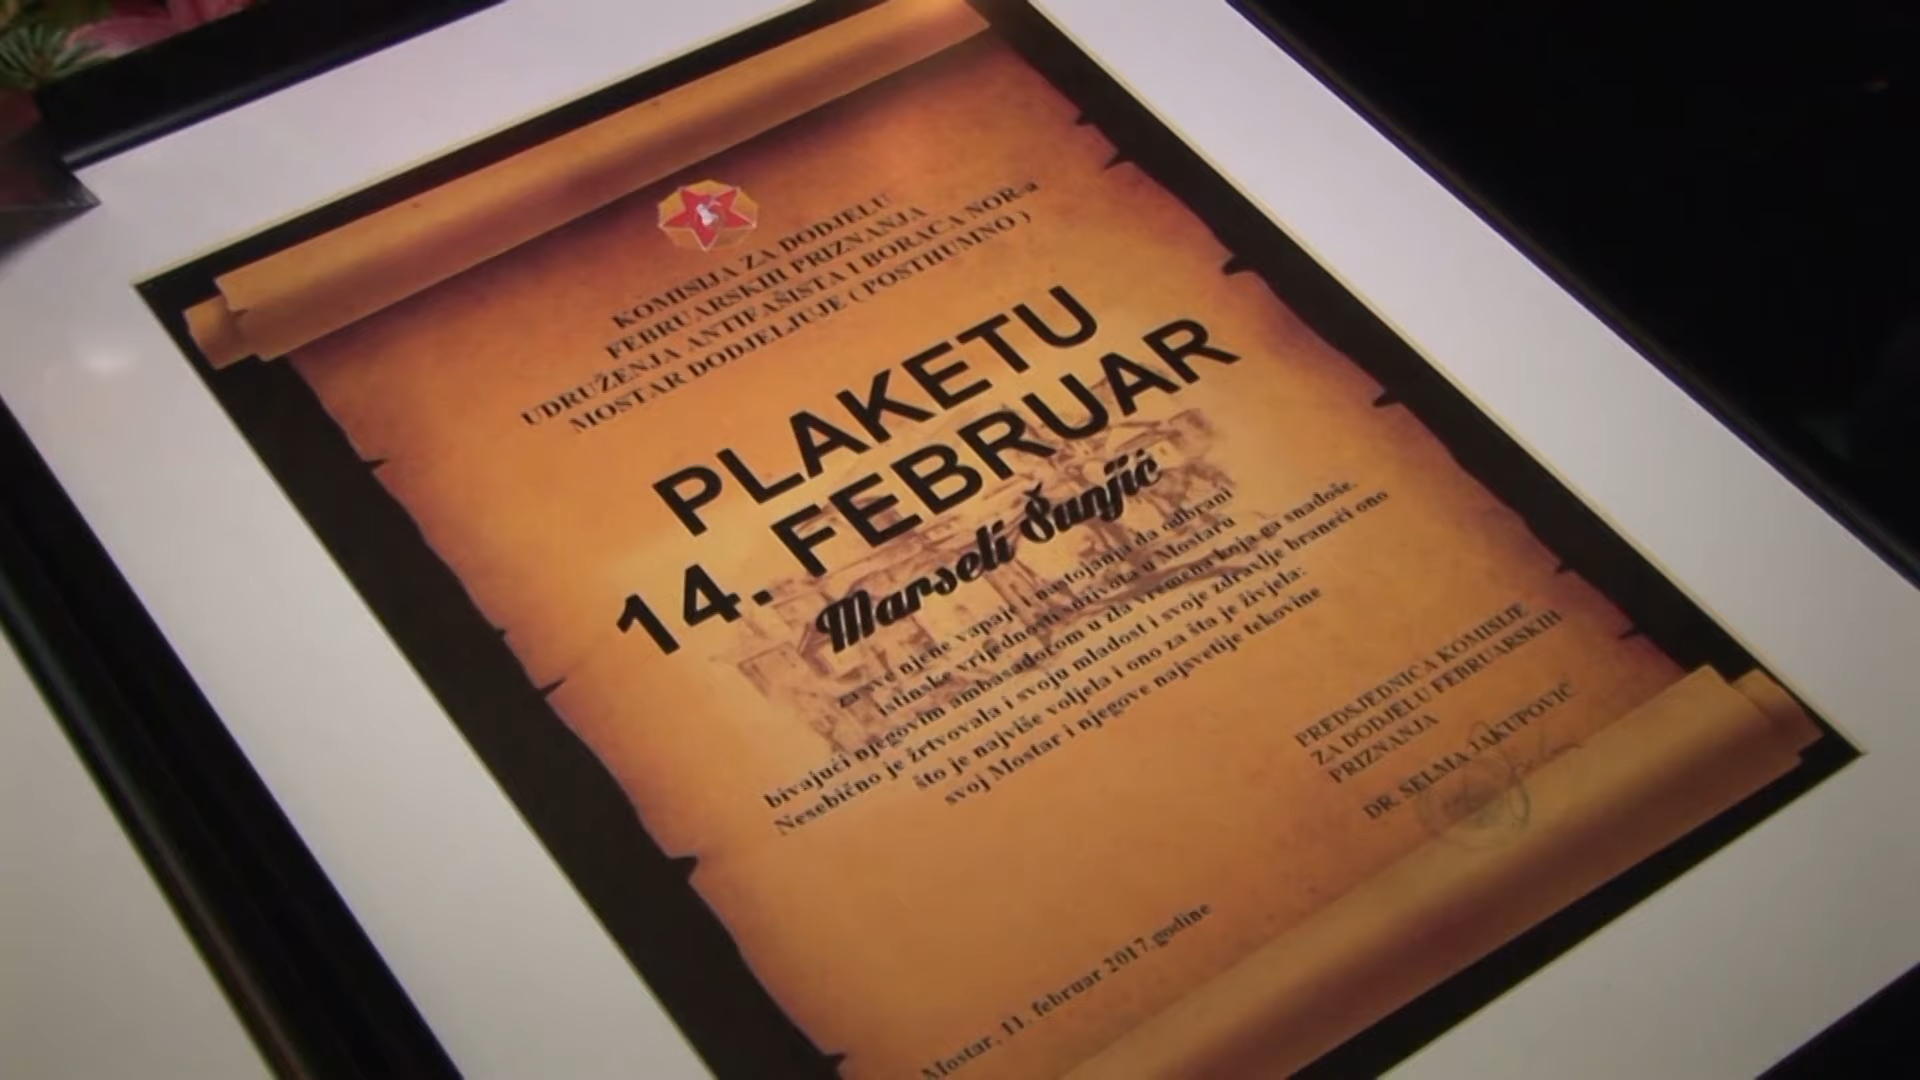 KOMISIJA ZA DODJELU
FEBRUARSKIH PRIZNANJA
UDRUŽENJA ANTIFAŠISTA I BORACA NOR-a
MOSTAR DODJELJUJE ( POSTHUMNO )
PLAKETU
14. FEBRUAR
Marseli Šunjić
za sve njene vapaje i nastojanja da odbrani
istinske vrijednosti suživota u Mostaru
bivajući njegovim ambasadorom u zla vremena koja ga snađoše.
Nesebično je žrtvovala i svoju mladost i svoje zdravlje braneći ono
što je najviše voljela i ono za šta je živjela:
svoj Mostar i njegove najsvetije tekovine
PREDSJEDNICA KOMISIJE
ZA DODJELU FEBRUARSKIH
PRIZNANJA
DR. SELMA JAKUPOVIĆ
Mostar, 11. februar 2017.godine